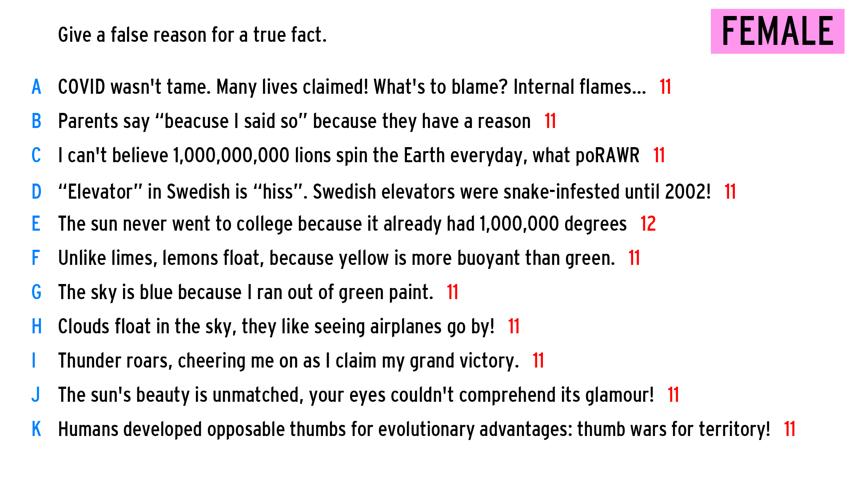 Give a false reason for a true fact.
FEMALE
A COVID wasn't tame. Many lives claimed! What's to blame? Internal flames... 11
B Parents say “beacuse I said so” because they have a reason 11
C I can't believe 1,000,000,000 lions spin the Earth everyday, what poRAWR 11
D “Elevator” in Swedish is “hiss”. Swedish elevators were snake-infested until 2002! 11
E The sun never went to college because it already had 1,000,000 degrees 12
F Unlike limes, lemons float, because yellow is more buoyant than green. 11
G The sky is blue because I ran out of green paint. 11
H Clouds float in the sky, they like seeing airplanes go by! 11
I Thunder roars, cheering me on as I claim my grand victory. 11
J The sun's beauty is unmatched, your eyes couldn't comprehend its glamour! 11
K Humans developed opposable thumbs for evolutionary advantages: thumb wars for territory! 11